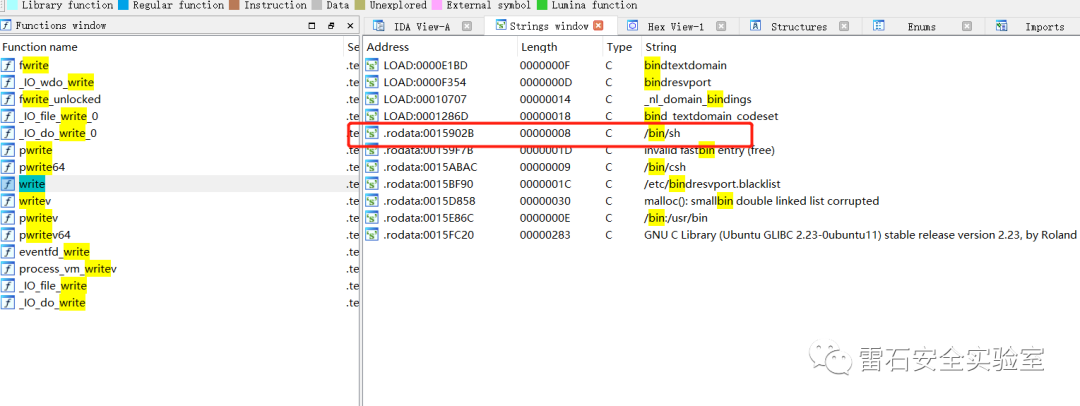 Library function Regular function Instruction Data Unexplored External symbol Lumina function
Functions window
IDA View-A Strings window Hex View-1 Structures Enums Imports
Function name Se
fwrite .te
_IO_wdo_write .te
fwrite_unlocked .te
_IO_file_write_0 .te
_IO_do_write_0 .te
pwrite .te
pwrite64 .te
write .te
writev .te
pwritev .te
pwritev64 .te
eventfd_write .te
process_vm_writev .te
_IO_file_write .te
_IO_do_write .te
Address Length Type String
LOAD:0000E1BD 0000000F C bindtextdomain
LOAD:0000F354 0000000D C bindresvport
LOAD:00010707 00000014 C _nl_domain_bindings
LOAD:0001286D 00000018 C bind_textdomain_codeset
.rodata:0015902B 00000008 C /bin/sh
.rodata:00159F7B 0000001D C invalid fastbin entry (free)
.rodata:0015ABAC 00000009 C /bin/csh
.rodata:0015BF90 0000001C C /etc/bindresvport.blacklist
.rodata:0015D858 00000030 C malloc(): smallbin double linked list corrupted
.rodata:0015E86C 0000000E C /bin:/usr/bin
.rodata:0015FC20 00000283 C GNU C Library (Ubuntu GLIBC 2.23-0ubuntu11) stable release version 2.23, by Roland
雷石安全实验室